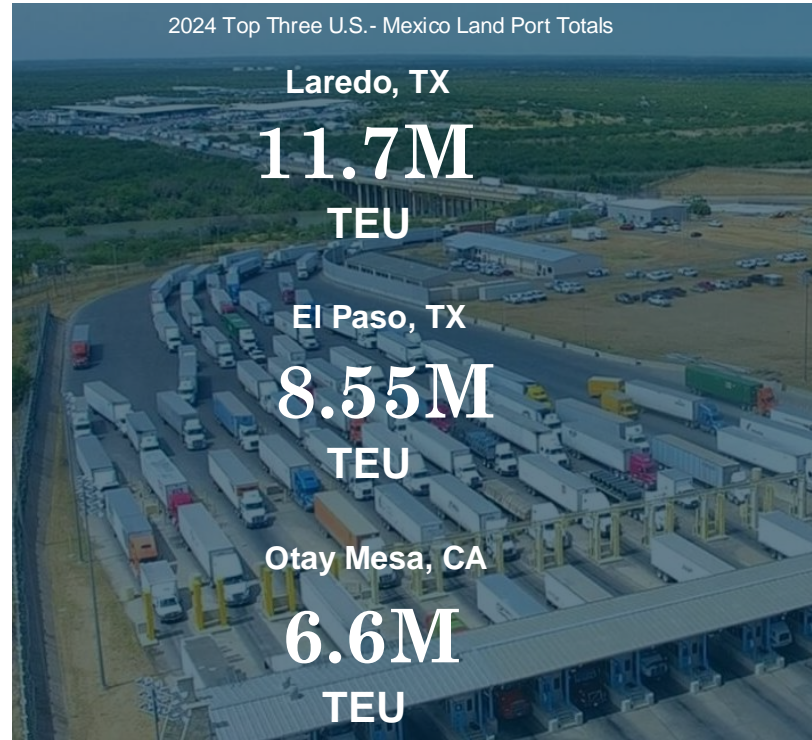 2024 Top Three U.S.- Mexico Land Port Totals
Laredo, TX
11.7M
TEU
El Paso, TX
8.55M
TEU
Otay Mesa, CA
6.6M
TEU